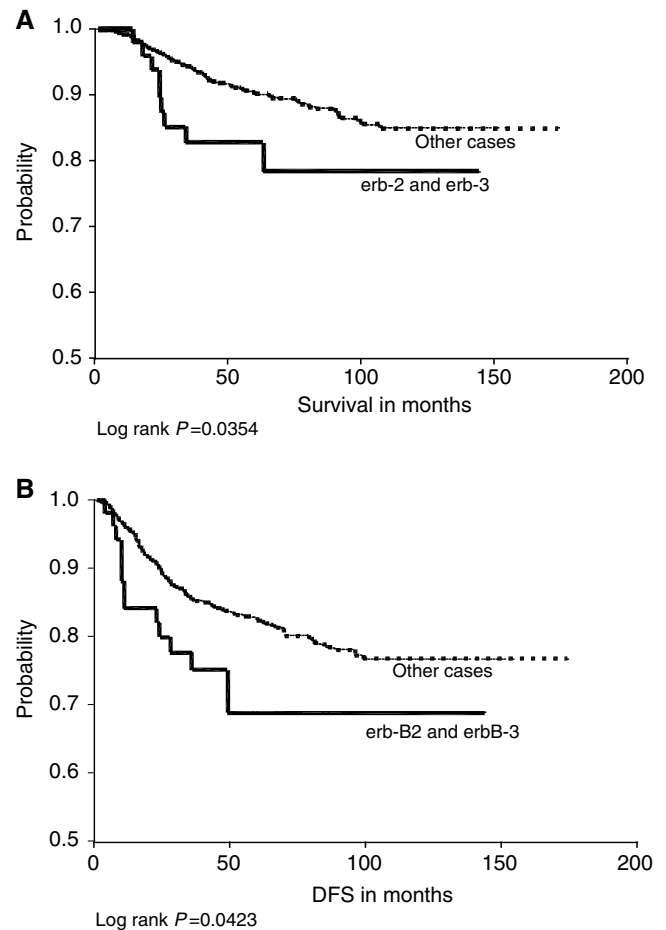 A
1.0
0.9
0.8
0.7
0.6
0.5
Probability
Other cases
erb-2 and erb-3
0 50 100 150 200
Survival in months
Log rank P=0.0354
B
1.0
0.9
0.8
0.7
0.6
0.5
Probability
Other cases
erb-B2 and erbB-3
0 50 100 150 200
DFS in months
Log rank P=0.0423